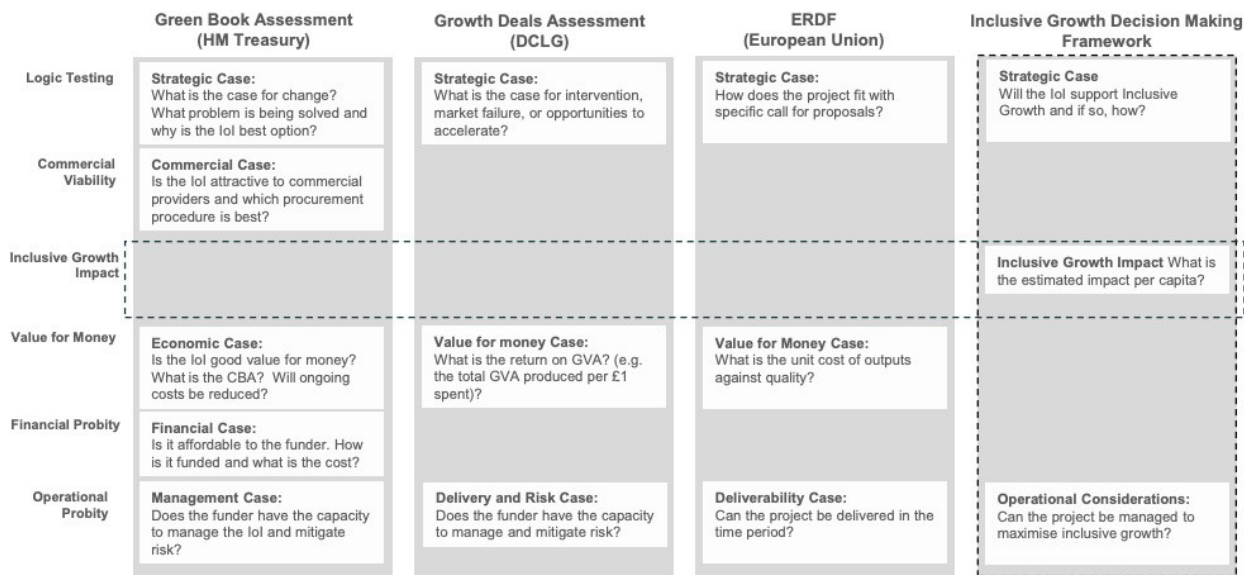 Green Book Assessment
(HM Treasury)
Growth Deals Assessment
(DCLG)
ERDF
(European Union)
Inclusive Growth Decision Making
Framework
Logic Testing
Strategic Case:
What is the case for change?
What problem is being solved and
why is the IoI best option?
Strategic Case:
What is the case for intervention,
market failure, or opportunities to
accelerate?
Strategic Case:
How does the project fit with
specific call for proposals?
Strategic Case
Will the IoI support Inclusive
Growth and if so, how?
Commercial
Viability
Commercial Case:
Is the IoI attractive to commercial
providers and which procurement
procedure is best?
Inclusive Growth
Impact
Inclusive Growth Impact What is
the estimated impact per capita?
Value for Money
Economic Case:
Is the IoI good value for money?
What is the CBA? Will ongoing
costs be reduced?
Value for money Case:
What is the return on GVA? (e.g.
the total GVA produced per £1
spent)?
Value for Money Case:
What is the unit cost of outputs
against quality?
Financial Probity
Financial Case:
Is it affordable to the funder. How
is it funded and what is the cost?
Operational
Probity
Management Case:
Does the funder have the capacity
to manage the IoI and mitigate
risk?
Delivery and Risk Case:
Does the funder have the capacity
to manage and mitigate risk?
Deliverability Case:
Can the project be delivered in the
time period?
Operational Considerations:
Can the project be managed to
maximise inclusive growth?